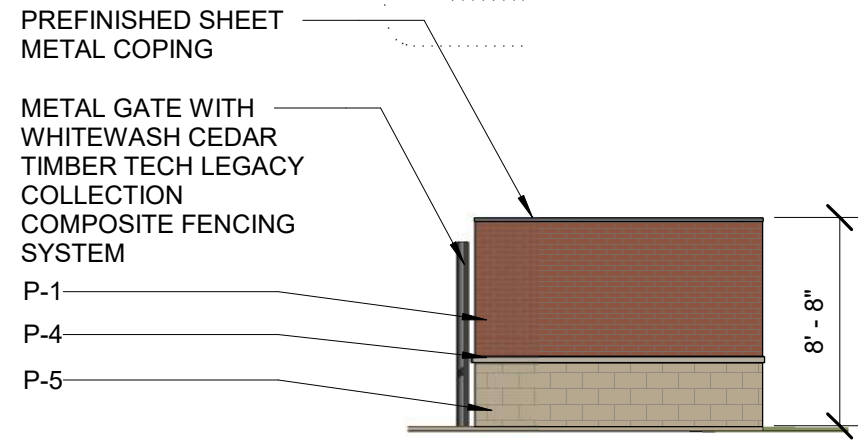 PREFINISHED SHEET
METAL COPING
METAL GATE WITH
WHITEWASH CEDAR
TIMBER TECH LEGACY
COLLECTION
COMPOSITE FENCING
SYSTEM
P-1
P-4
P-5
8' - 8"